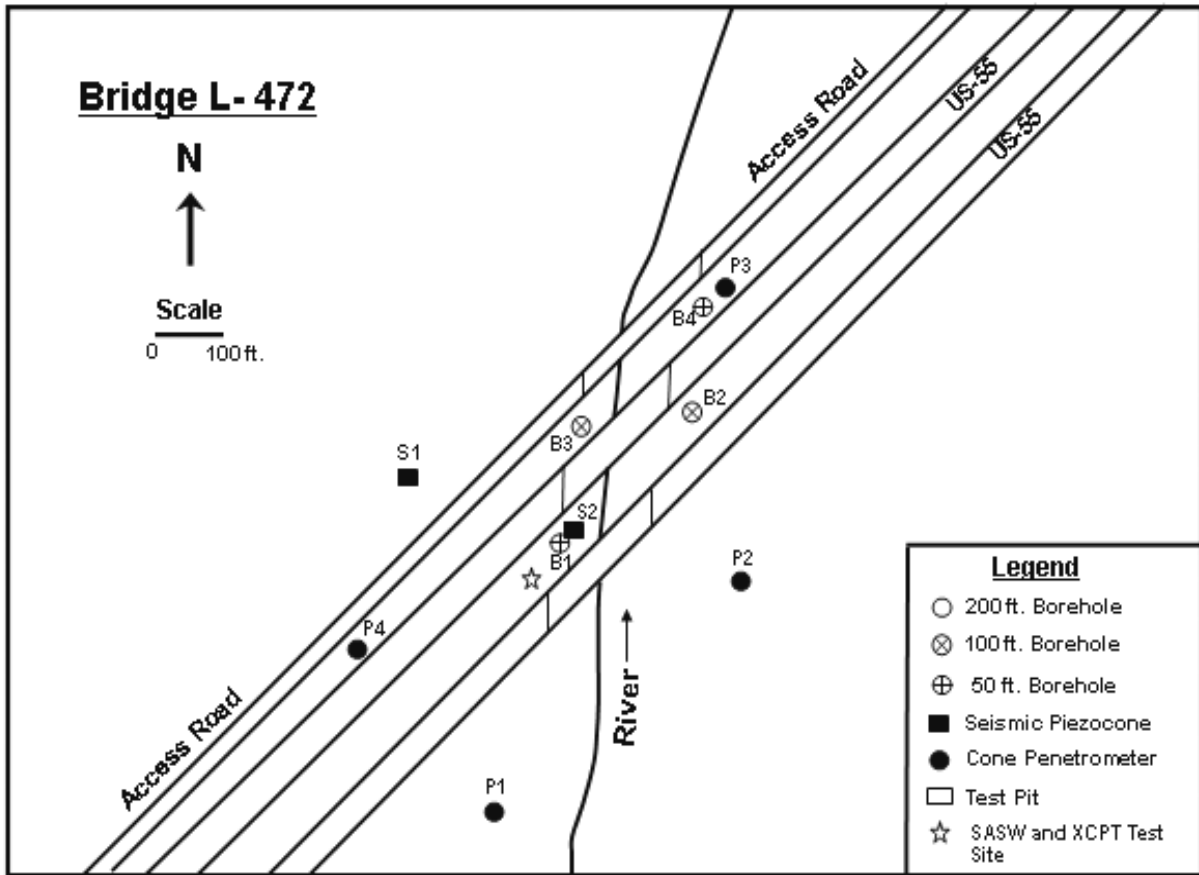 Bridge L- 472
N
Scale
0 100 ft.
Access Road
US-55
US-55
P3
B4
B2
B3
S1
S2
B1
P2
P4
River
Access Road
P1
Legend
200 ft. Borehole
100 ft. Borehole
50 ft. Borehole
Seismic Piezocone
Cone Penetrometer
Test Pit
SASW and XCPT Test
Site